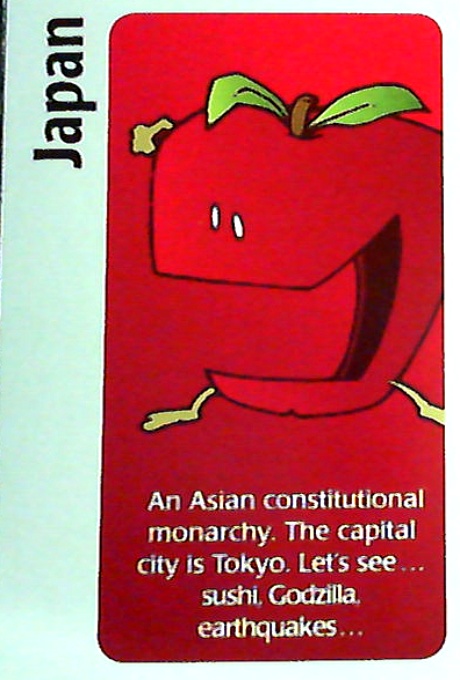 Japan
An Asian constitutional
monarchy. The capital
city is Tokyo. Let's see...
sushi, Godzilla,
earthquakes...